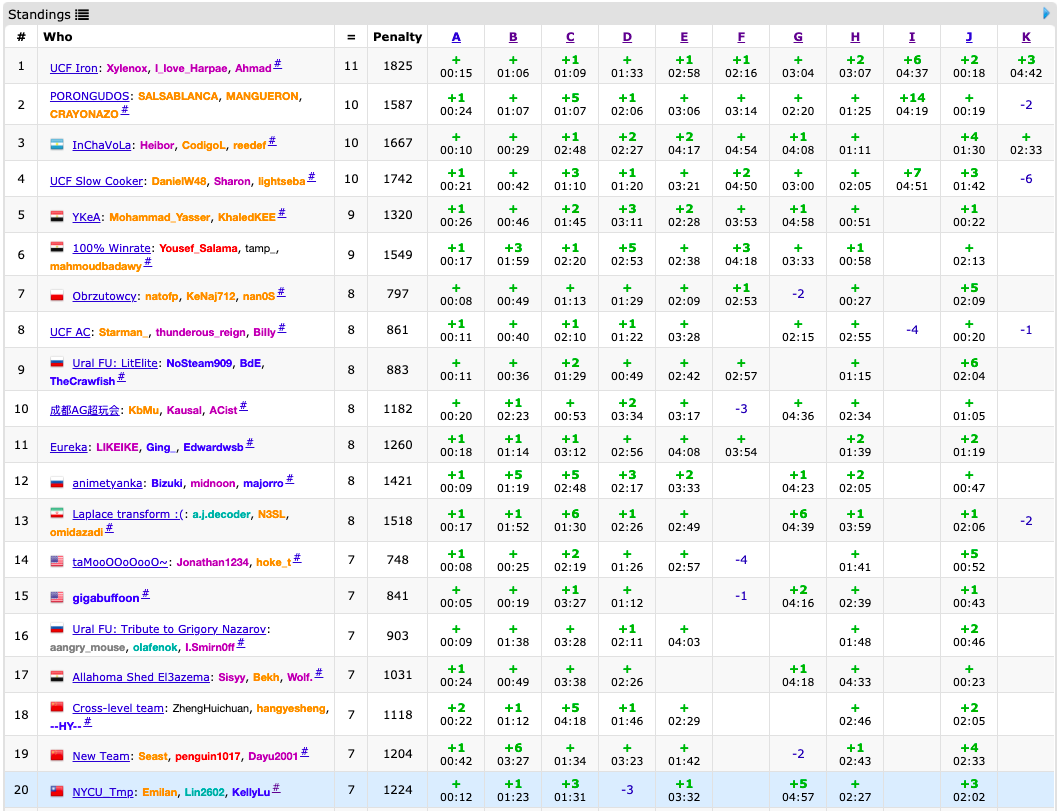 Standings
# Who = Penalty A B C D E F G H I J K
1 UCF Iron: Xylenox, I_love_Harpae, Ahmad # 11 1825 + +  +1 + +1 +1 + +2 +6 +2 +3
00:15 01:06 01:09 01:33 02:58 02:16 03:04 03:07 04:37 00:18 04:42
2 PORONGUDOS: SALSABLANCA, MANGUERON, 10 1587 +1 + +5 +1 + + + + +14 + -2
CRAYONAZO # 00:24 01:07 01:07 02:06 03:06 03:14 02:20 01:25 04:19 00:19
3 InChaVoLa: Heibor, CodigoL, reedef # 10 1667 + + +1 +2 +2 + +1 + +4 +
00:10 00:29 02:48 02:27 04:17 04:54 04:08 01:11 01:30 02:33
4 UCF Slow Cooker: DanielW48, Sharon, lightseba # 10 1742 +1 + +3 +1 + +2 + + +7 +3 -6
00:21 00:42 01:10 01:20 03:21 04:50 03:00 02:05 04:51 01:42
5 YKeA: Mohammad_Yasser, KhaledKEE # 9 1320 +1 + +2 +3 +2 + +1 + +1
00:26 00:46 01:45 03:11 02:28 03:53 04:58 00:51 00:22
6 100% Winrate: Yousef_Salama, tamp_, 9 1549 +1 +3 +1 +5 + +3 + +1 +
mahmoudbadawy # 00:17 01:59 02:20 02:53 02:38 04:18 03:33 00:58 02:13
7 Obrzutowcy: natofp, KeNaj712, nan0S # 8 797 + + + + + +1 -2 + +5
00:08 00:49 01:13 01:29 02:09 02:53 00:27 02:09
8 UCF AC: Starman_, thunderous_reign, Billy # 8 861 +1 + +1 +1 + + + -4 + -1
00:11 00:40 02:10 01:22 03:28 02:15 02:55 00:20
9 Ural FU: LitElite: NoSteam909, BdE, 8 883 + + +2 + + + + +6
TheCrawfish # 00:11 00:36 01:29 00:49 02:42 02:57 01:15 02:04
10 成都AG超玩会: KbMu, Kausal, ACist # 8 1182 + +1 + +2 + -3 + + +
00:20 02:23 00:53 03:34 03:17 04:36 02:34 01:05
11 Eureka: LIKEIKE, Ging_, Edwardwsb # 8 1260 +1 +1 +1 + + + +2 +2
00:18 01:14 03:12 02:56 04:08 03:54 01:39 01:19
12 animetyanka: Bizuki, midnoon, majorro # 8 1421 +1 +5 +5 +3 +2 +1 +2 +
00:09 01:19 02:48 02:17 03:33 04:23 02:05 00:47
13 Laplace transform :(: a.j.decoder, N3SL, 8 1518 +1 +1 +6 +1 + +6 +1 +1 -2
omidazadi # 00:17 01:52 01:30 02:26 02:49 04:39 03:59 02:06
14 taMooOOoOooO~: Jonathan1234, hoke_t # 7 748 +1 + +2 + + -4 + +5
00:08 00:25 02:19 01:26 02:57 01:41 00:52
15 gigabuffoon # 7 841 + + +1 + -1 +2 + +1
00:05 00:19 03:27 01:12 04:16 02:39 00:43
16 Ural FU: Tribute to Grigory Nazarov: 7 903 + + + +1 + + +2
aangry_mouse, olafenok, I.Smirn0ff # 00:09 01:38 03:28 02:11 04:03 01:48 00:46
17 Allahoma Shed El3azema: Sisyy, Bekh, Wolf. # 7 1031 +1 + + + +1 + +
00:24 00:49 03:38 02:26 04:18 04:33 00:23
18 Cross-level team: ZhengHuichuan, hangyesheng, 7 1118 +2 +1 +5 +1 + + +2
--HY-- # 00:22 01:12 04:18 01:46 02:29 02:46 02:05
19 New Team: Seast, penguin1017, Dayu2001 # 7 1204 +1 +6 + + + -2 +1 +4
00:42 03:27 01:34 03:23 01:42 02:43 02:33
20 NYCU_Tmp: Emilan, Lin2602, KellyLu # 7 1224 + +1 +3 -3 +1 +5 + +3
00:12 01:23 01:31 03:32 04:57 02:27 02:02